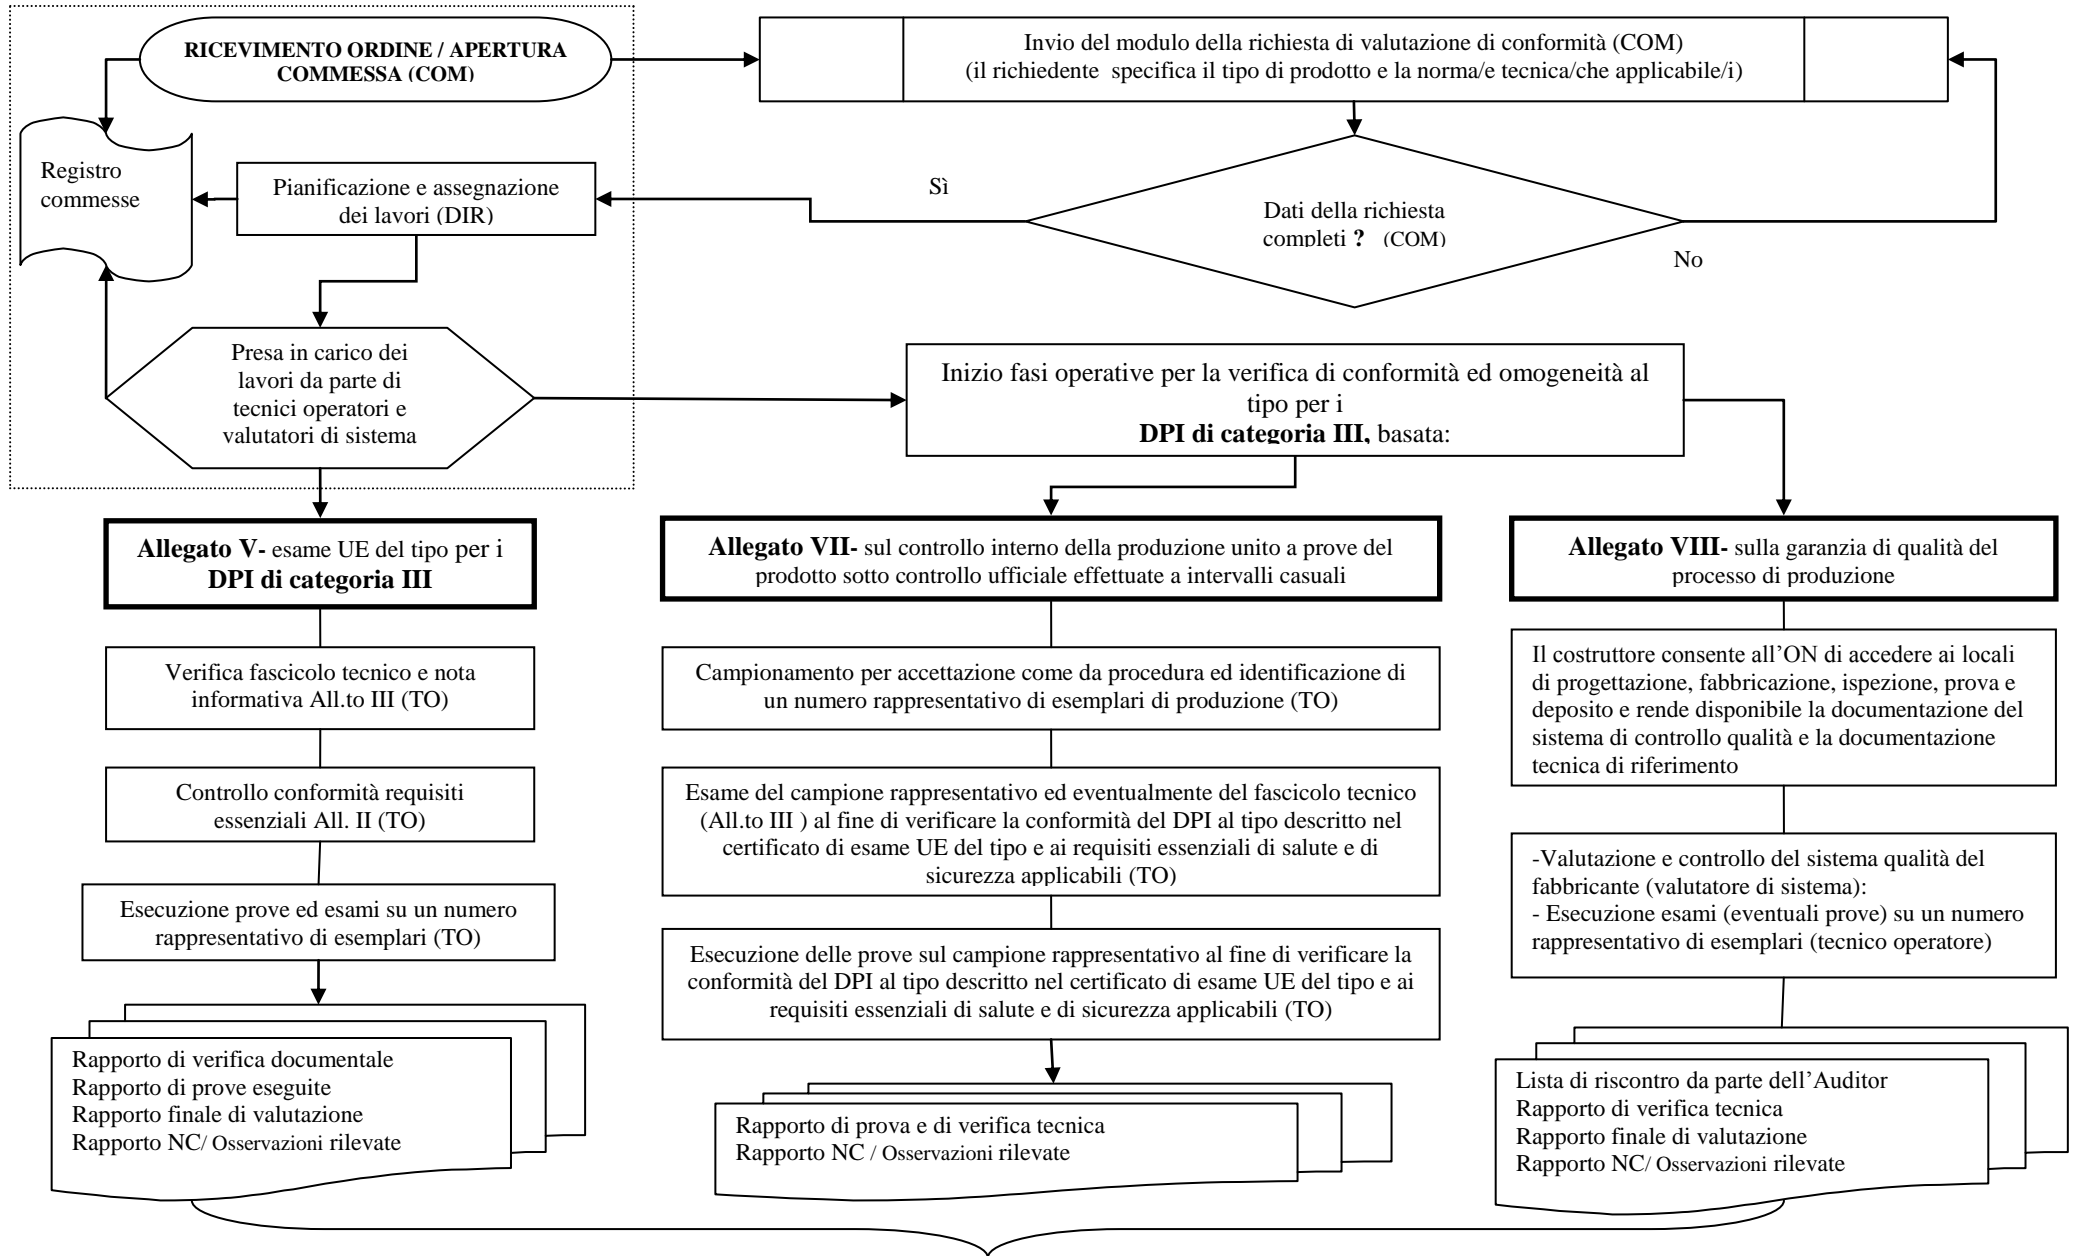 RICEVIMENTO ORDINE / APERTURA
COMMESSA (COM)
Invio del modulo della richiesta di valutazione di conformità (COM)
(il richiedente specifica il tipo di prodotto e la norma/e tecnica/che applicabile/i)
Registro
commesse
Pianificazione e assegnazione
dei lavori (DIR)
Sì
Dati della richiesta
completi ? (COM)
No
Presa in carico dei
lavori da parte di
tecnici operatori e
valutatori di sistema
Inizio fasi operative per la verifica di conformità ed omogeneità al
tipo per i
DPI di categoria III, basata:
Allegato V- esame UE del tipo per i
DPI di categoria III
Verifica fascicolo tecnico e nota
informativa All.to III (TO)
Controllo conformità requisiti
essenziali All. II (TO)
Esecuzione prove ed esami su un numero
rappresentativo di esemplari (TO)
Rapporto di verifica documentale
Rapporto di prove eseguite
Rapporto finale di valutazione
Rapporto NC/ Osservazioni rilevate
Allegato VII- sul controllo interno della produzione unito a prove del
prodotto sotto controllo ufficiale effettuate a intervalli casuali
Campionamento per accettazione come da procedura ed identificazione di
un numero rappresentativo di esemplari di produzione (TO)
Esame del campione rappresentativo ed eventualmente del fascicolo tecnico
(All.to III ) al fine di verificare la conformità del DPI al tipo descritto nel
certificato di esame UE del tipo e ai requisiti essenziali di salute e di
sicurezza applicabili (TO)
Esecuzione delle prove sul campione rappresentativo al fine di verificare la
conformità del DPI al tipo descritto nel certificato di esame UE del tipo e ai
requisiti essenziali di salute e di sicurezza applicabili (TO)
Rapporto di prova e di verifica tecnica
Rapporto NC / Osservazioni rilevate
Allegato VIII- sulla garanzia di qualità del
processo di produzione
Il costruttore consente all’ON di accedere ai locali
di progettazione, fabbricazione, ispezione, prova e
deposito e rende disponibile la documentazione del
sistema di controllo qualità e la documentazione
tecnica di riferimento
-Valutazione e controllo del sistema qualità del
fabbricante (valutatore di sistema):
- Esecuzione esami (eventuali prove) su un numero
rappresentativo di esemplari (tecnico operatore)
Lista di riscontro da parte dell’Auditor
Rapporto di verifica tecnica
Rapporto finale di valutazione
Rapporto NC/ Osservazioni rilevate